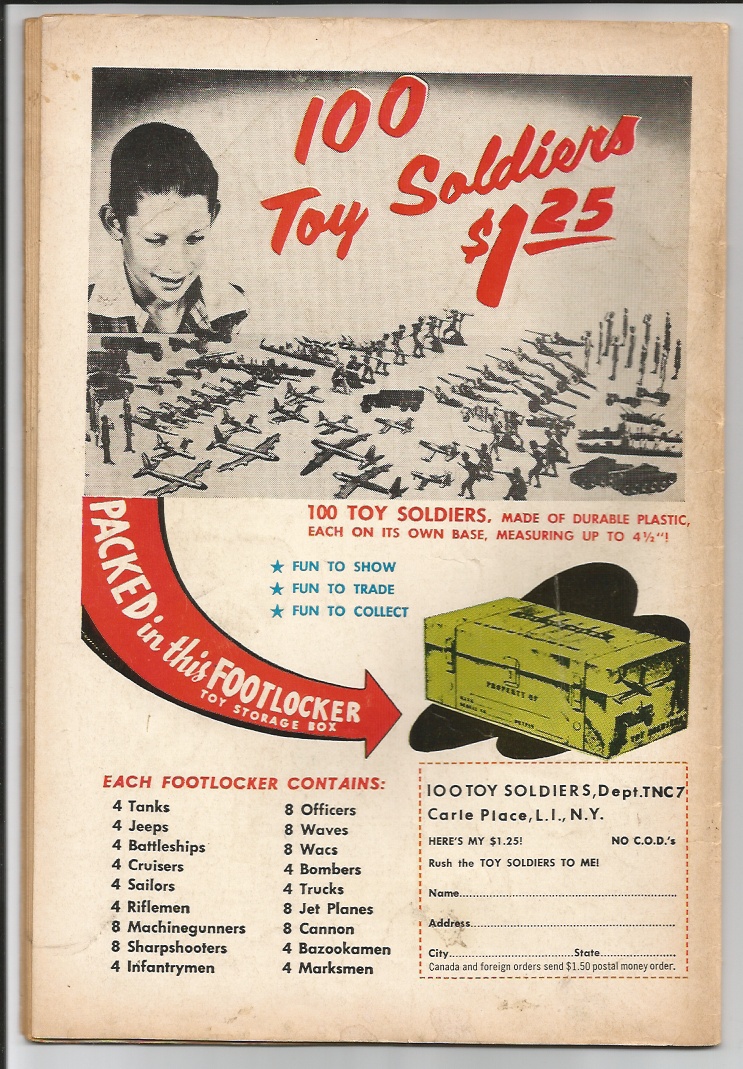 100
Toy Soldiers
$1 25
100 TOY SOLDIERS, MADE OF DURABLE PLASTIC,
EACH ON ITS OWN BASE, MEASURING UP TO 4½"!
★ FUN TO SHOW
★ FUN TO TRADE
★ FUN TO COLLECT
PACKED in this FOOTLOCKER
TOY STORAGE BOX
PROPERTY OF
EACH FOOTLOCKER CONTAINS:
4 Tanks
4 Jeeps
4 Battleships
4 Cruisers
4 Sailors
4 Riflemen
8 Machinegunners
8 Sharpshooters
4 Infantrymen
8 Officers
8 Waves
8 Wacs
4 Bombers
4 Trucks
8 Jet Planes
8 Cannon
4 Bazookamen
4 Marksmen
100 TOY SOLDIERS, Dept. TNC7
Carle Place, L.I., N.Y.
HERE'S MY $1.25! NO C.O.D.'s
Rush the TOY SOLDIERS TO ME!
Name
Address
City State
Canada and foreign orders send $1.50 postal money order.